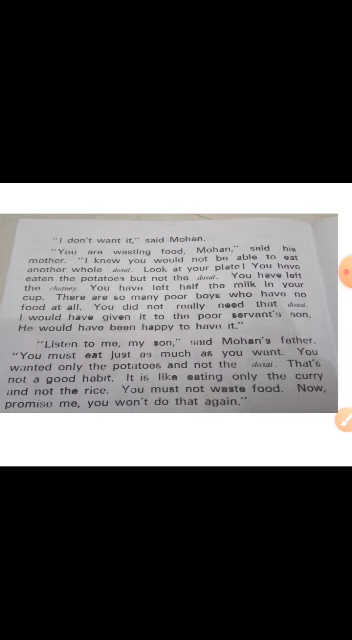 "I don't want it," said Mohan.
"You are wasting food, Mohan," said his
mother. "I knew you would not be able to eat
another whole dosai. Look at your plate! You have
eaten the potatoes but not the dosai. You have left
the chutney. You have left half the milk in your
cup. There are so many poor boys who have no
food at all. You did not really need that dosai.
I would have given it to the poor servant's son.
He would have been happy to have it."
"Listen to me, my son," said Mohan's father.
"You must eat just as much as you want. You
wanted only the potatoes and not the dosai. That's
not a good habit. It is like eating only the curry
and not the rice. You must not waste food. Now,
promise me, you won't do that again."